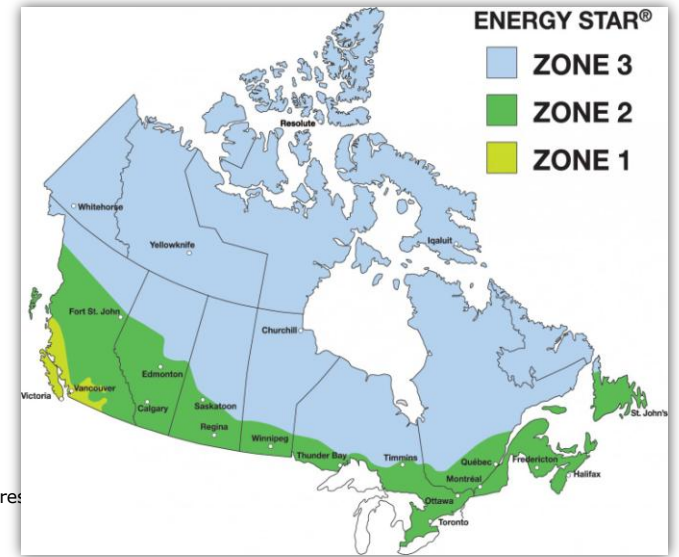 ENERGY STAR®
ZONE 3
ZONE 2
ZONE 1
Resolute
Whitehorse
Yellowknife
Iqaluit
Fort St. John
Churchill
Edmonton
Vancouver
Victoria
Calgary
Saskatoon
Regina
Winnipeg
Thunder Bay
Timmins
Québec
Fredericton
St. John's
Halifax
Montréal
Ottawa
Toronto